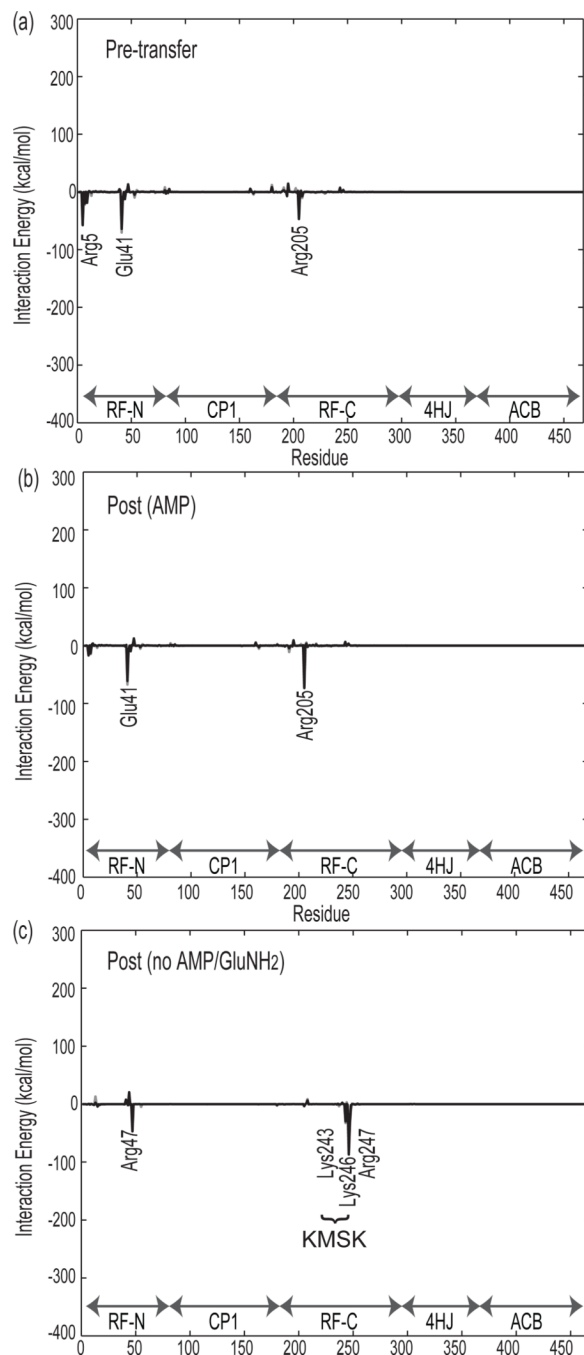 (a)
Pre-transfer
Interaction Energy (kcal/mol)
300
200
100
0
-100
-200
-300
-400
Arg5
Glu41
Arg205
RF-N CP1 RF-C 4HJ ACB
0 50 100 150 200 250 300 350 400 450
Residue
(b)
Post (AMP)
Interaction Energy (kcal/mol)
300
200
100
0
-100
-200
-300
-400
Glu41
Arg205
RF-N CP1 RF-C 4HJ ACB
0 50 100 150 200 250 300 350 400 450
Residue
(c)
Post (no AMP/GluNH2)
Interaction Energy (kcal/mol)
300
200
100
0
-100
-200
-300
-400
Arg47
Lys243
Lys246
Arg247
KMSK
RF-N CP1 RF-C 4HJ ACB
0 50 100 150 200 250 300 350 400 450